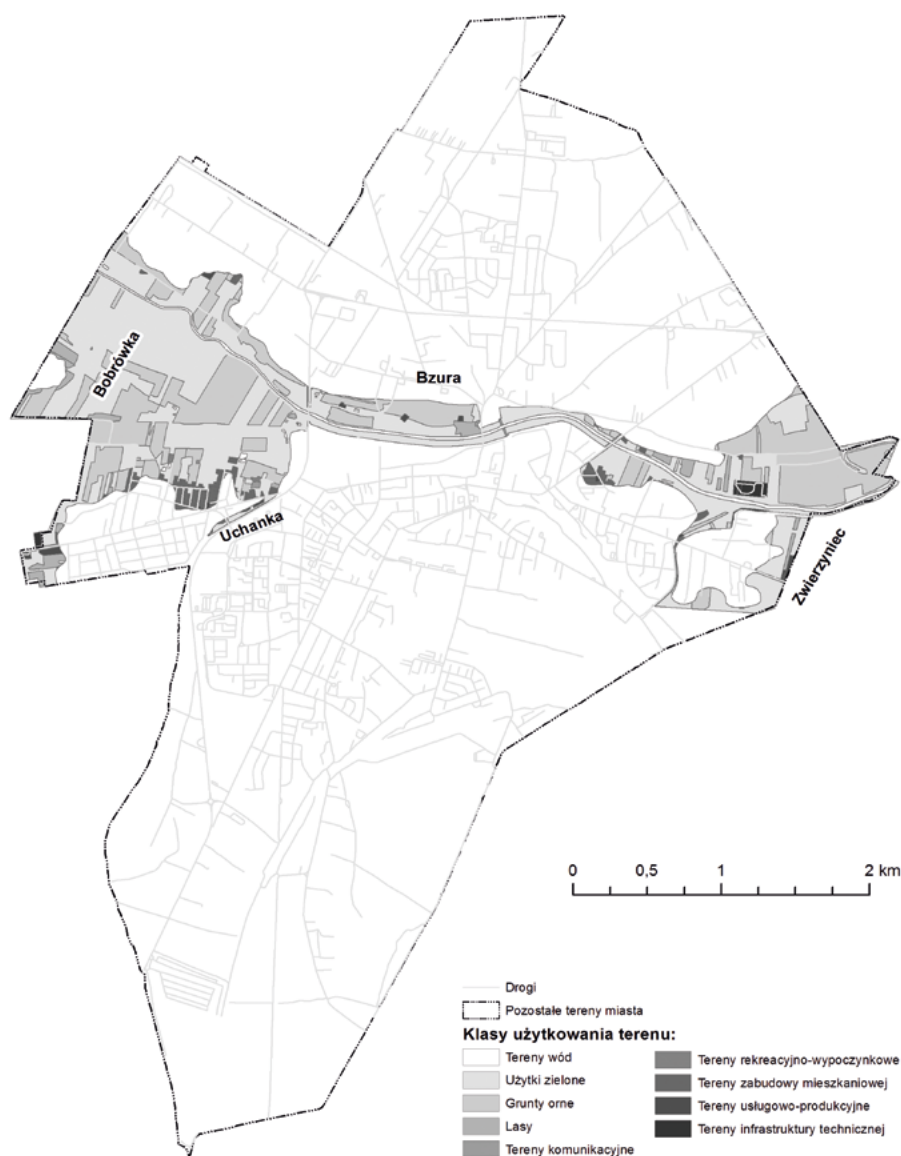 Bzura
Bobrówka
Uchanka
Zwierzyniec
0 0,5 1 2 km
Drogi
Pozostałe tereny miasta
Klasy użytkowania terenu:
Tereny wód
Użytki zielone
Grunty orne
Lasy
Tereny komunikacyjne
Tereny rekreacyjno-wypoczynkowe
Tereny zabudowy mieszkaniowej
Tereny usługowo-produkcyjne
Tereny infrastruktury technicznej